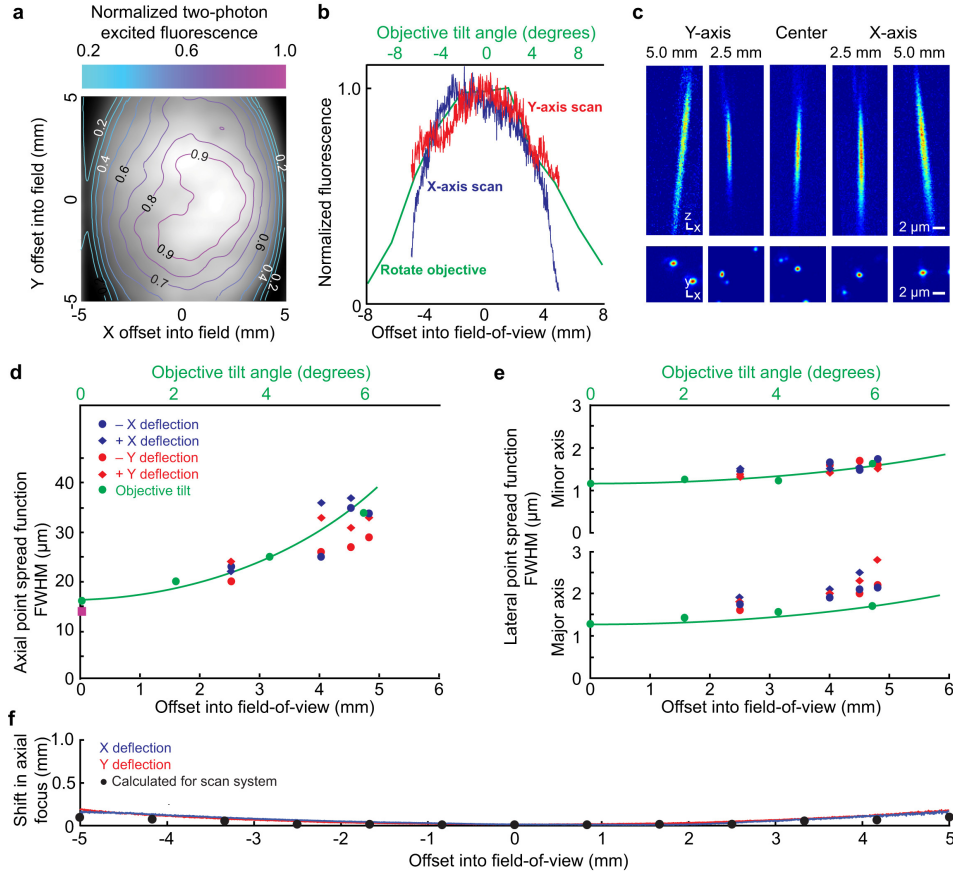 a
Normalized two-photon
excited fluorescence
0.2 0.6 1.0
5
0
-5
Y offset into field (mm)
0.2
0.4
0.6
0.8
0.9
0.9
0.7
0.2
0.6
0.4
0.2
-5 0 5
X offset into field (mm)
b
Objective tilt angle (degrees)
-8 -4 0 4 8
1.0
0
Normalized fluorescence
Y-axis scan
X-axis scan
Rotate objective
-8 -4 0 4 8
Offset into field-of-view (mm)
c
Y-axis Center X-axis
5.0 mm 2.5 mm 2.5 mm 5.0 mm
z
x
2 µm
y
x
2 µm
d
Objective tilt angle (degrees)
0 2 4 6
– X deflection
+ X deflection
– Y deflection
+ Y deflection
Objective tilt
40
30
20
10
0
Axial point spread function
FWHM (µm)
0 1 2 3 4 5 6
Offset into field-of-view (mm)
e
Objective tilt angle (degrees)
0 2 4 6
3
2
1
0
Minor axis
3
2
1
0
Major axis
Lateral point spread function
FWHM (µm)
0 1 2 3 4 5 6
Offset into field-of-view (mm)
f
1.0
0.5
0
Shift in axial
focus (mm)
X deflection
Y deflection
Calculated for scan system
-5 -4 -3 -2 -1 0 1 2 3 4 5
Offset into field-of-view (mm)